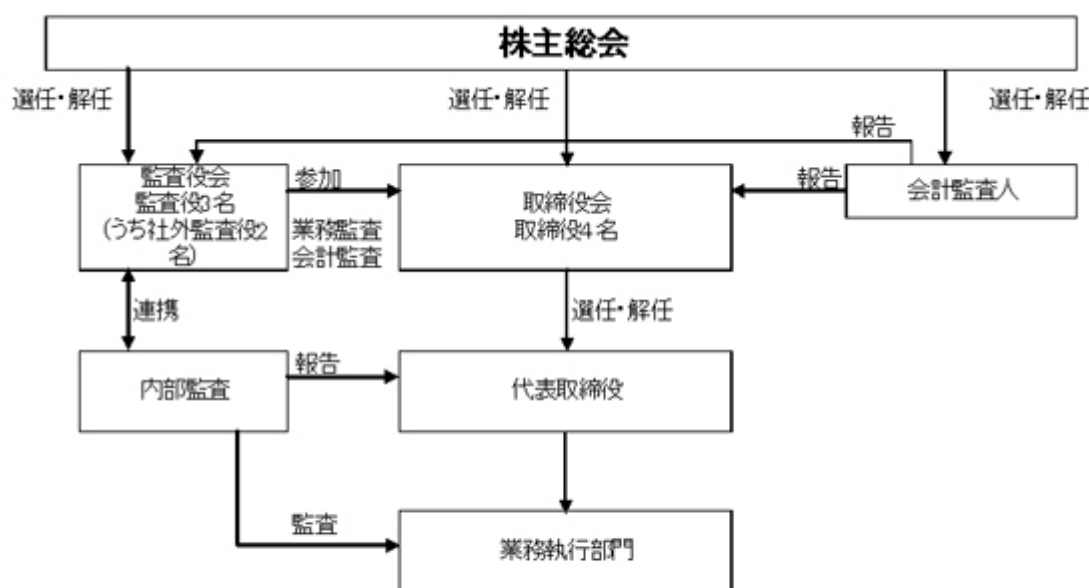 株主総会
選任・解任
選任・解任
選任・解任
報告
監査役会
監査役3名
(うち社外監査役2
名)
参加
業務監査
会計監査
取締役会
取締役4名
報告
会計監査人
連携
選任・解任
内部監査
報告
代表取締役
監査
業務執行部門